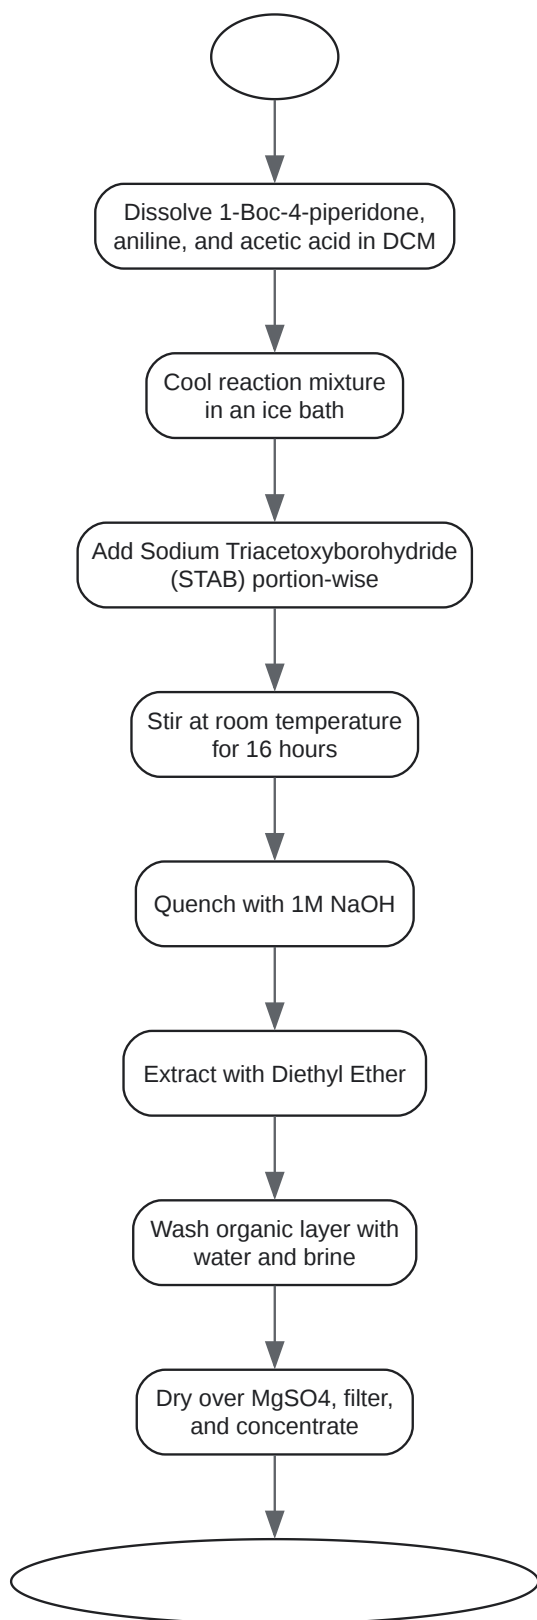 Dissolve 1-Boc-4-piperidone,
aniline, and acetic acid in DCM
Cool reaction mixture
in an ice bath
Add Sodium Triacetoxyborohydride
(STAB) portion-wise
Stir at room temperature
for 16 hours
Quench with 1M NaOH
Extract with Diethyl Ether
Wash organic layer with
water and brine
Dry over MgSO4, filter,
and concentrate